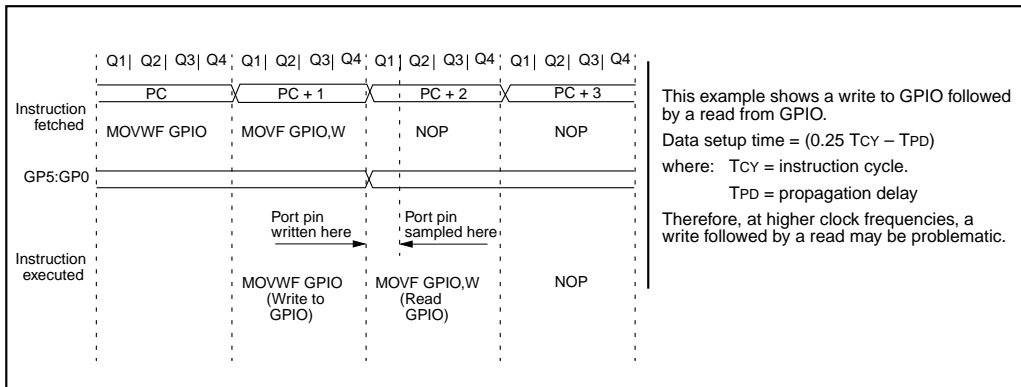 Q1| Q2| Q3| Q4 Q1| Q2| Q3| Q4 Q1| Q2| Q3| Q4 Q1| Q2| Q3| Q4
PC PC + 1 PC + 2 PC + 3
Instruction
fetched
MOVWF GPIO MOVF GPIO,W NOP NOP
GP5:GP0
Port pin
written here
Port pin
sampled here
Instruction
executed
MOVWF GPIO
(Write to
GPIO)
MOVF GPIO,W
(Read
GPIO)
NOP
This example shows a write to GPIO followed
by a read from GPIO.
Data setup time = (0.25 TCY – TPD)
where: TCY = instruction cycle.
TPD = propagation delay
Therefore, at higher clock frequencies, a
write followed by a read may be problematic.